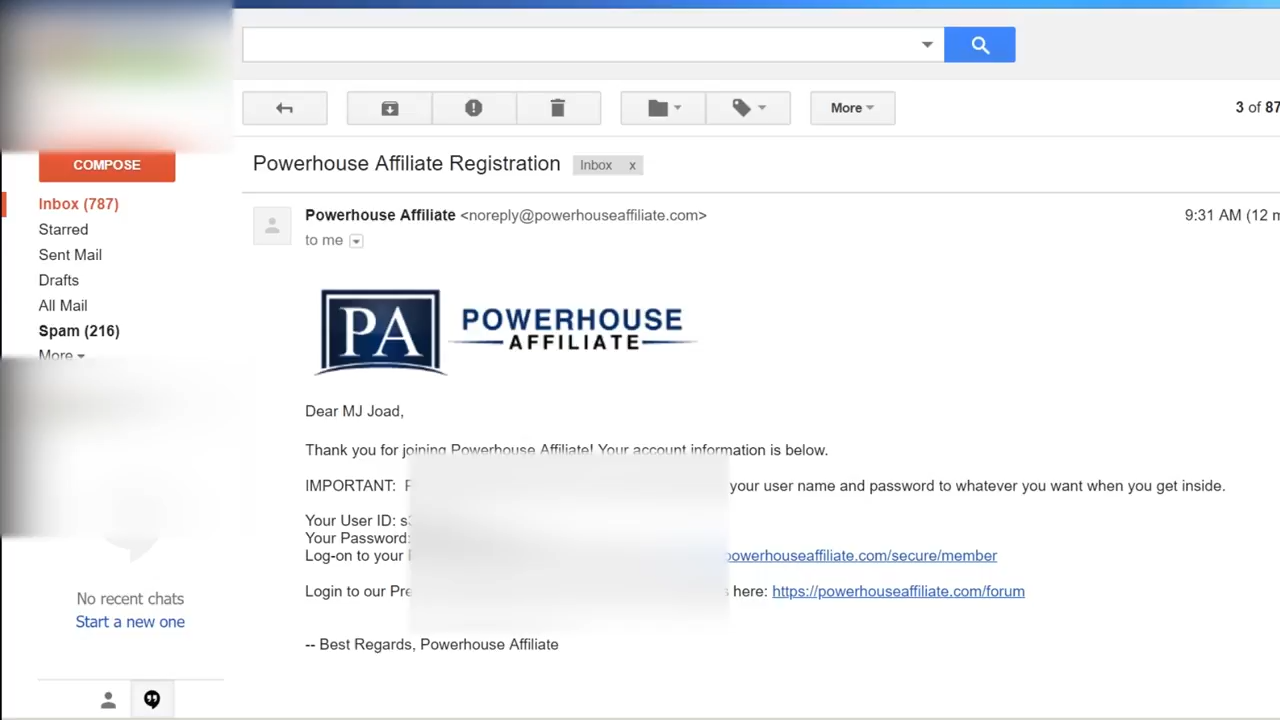 3 of 87
More
Powerhouse Affiliate Registration
Inbox x
COMPOSE
Inbox (787)
Starred
Sent Mail
Drafts
All Mail
Spam (216)
More
Powerhouse Affiliate <noreply@powerhouseaffiliate.com>
9:31 AM (12 m
to me
PA POWERHOUSE
AFFILIATE
Dear MJ Joad,
Thank you for joining Powerhouse Affiliate! Your account information is below.
IMPORTANT: your user name and password to whatever you want when you get inside.
Your User ID:
Your Password:
Log-on to your powerhouseaffiliate.com/secure/member
Login to our here: https://powerhouseaffiliate.com/forum
-- Best Regards, Powerhouse Affiliate
No recent chats
Start a new one